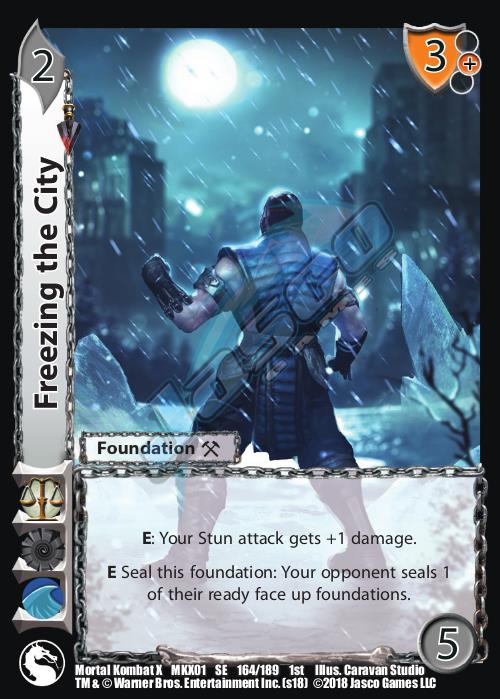 2
3
+
Freezing the City
JASCO
GAMES
Foundation
E: Your Stun attack gets +1 damage.
E Seal this foundation: Your opponent seals 1
of their ready face up foundations.
5
Mortal Kombat X MKX01 SE 164/189 1st Illus. Caravan Studio
TM & © Warner Bros. Entertainment Inc. (s18) ©2018 Jasco Games LLC